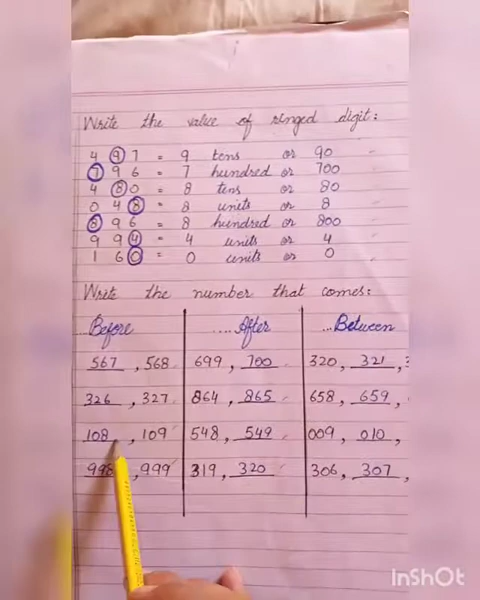 Write the value of ringed digit:
4 9 7 = 9 tens or 90
7 9 6 = 7 hundred or 700
4 8 0 = 8 tens or 80
0 4 8 = 8 units or 8
8 9 6 = 8 hundred or 800
9 9 4 = 4 units or 4
1 6 0 = 0 units or 0
Write the number that comes:
Before ....After ...Between
567 , 568 699 , 700 320, 321 ,
326 , 327 864 , 865 658, 659 ,
108 , 109 548 , 549 009, 010 ,
998 , 999 319 , 320 306, 307 ,
InShOt